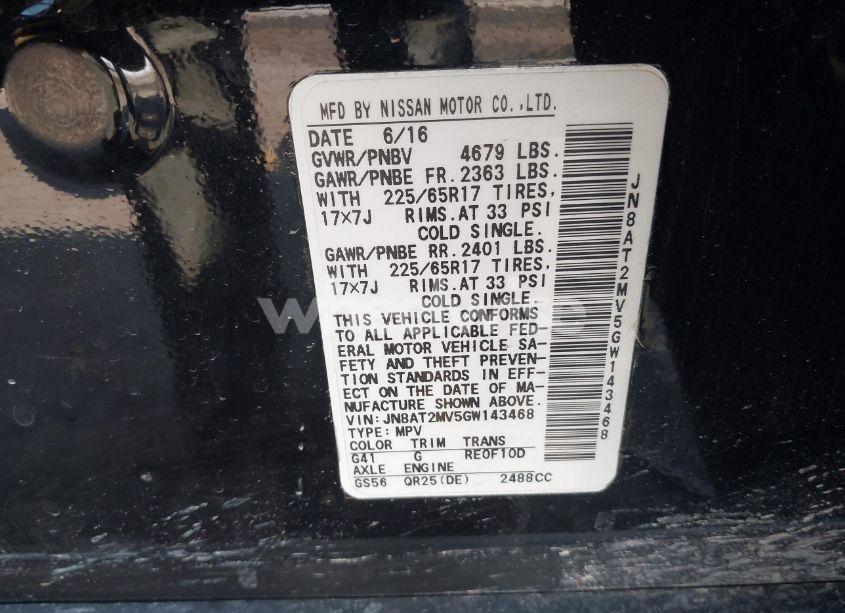 MFD BY NISSAN MOTOR CO.,LTD.
DATE 6/16
GVWR/PNBV 4679 LBS.
GAWR/PNBE FR. 2363 LBS.
WITH 225/65R17 TIRES,
17×7J RIMS.AT 33 PSI
COLD SINGLE.
GAWR/PNBE RR. 2401 LBS.
WITH 225/65R17 TIRES,
17×7J RIMS.AT 33 PSI
COLD SINGLE.
THIS VEHICLE CONFORMS
TO ALL APPLICABLE FED-
ERAL MOTOR VEHICLE SA-
FETY AND THEFT PREVEN-
TION STANDARDS IN EFF-
ECT ON THE DATE OF MA-
NUFACTURE SHOWN ABOVE.
VIN: JN8AT2MV5GW143468
TYPE: MPV
COLOR TRIM TRANS
G41 G RE0F10D
AXLE ENGINE
GS56 QR25(DE) 2488CC
JN8AT2MV5GW143468